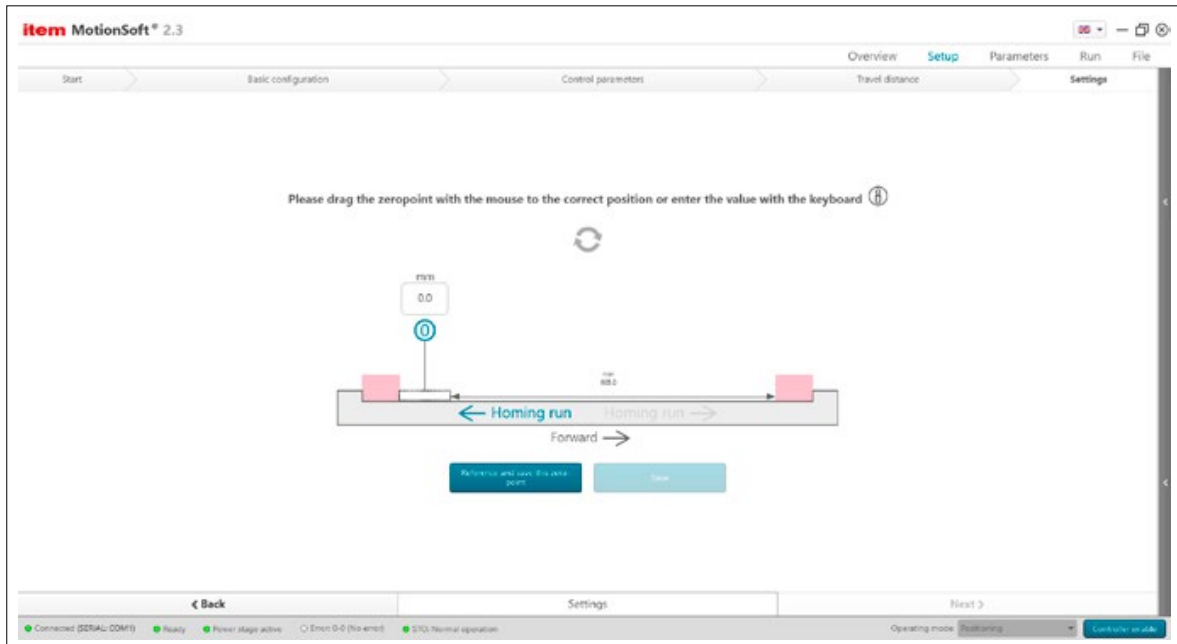 item MotionSoft® 2.3
Overview Setup Parameters Run File
Start Basic configuration Control parameters Travel distance Settings
Please drag the zeropoint with the mouse to the correct position or enter the value with the keyboard
mm
0.0
0
Homing run Homing run
Forward
Reference and save this zero
point
Save
Back Settings Next
Connected (SERIAL: COM1) Ready Power stage active Error: 0-0 (No error) STO: Normal operation Operating mode: Positioning Controller enable